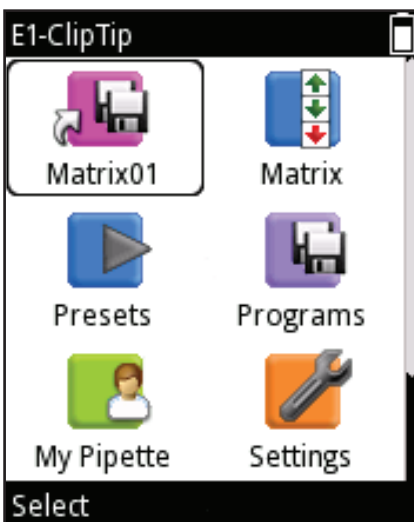 E1-ClipTip
Matrix01 Matrix
Presets Programs
My Pipette Settings
Select